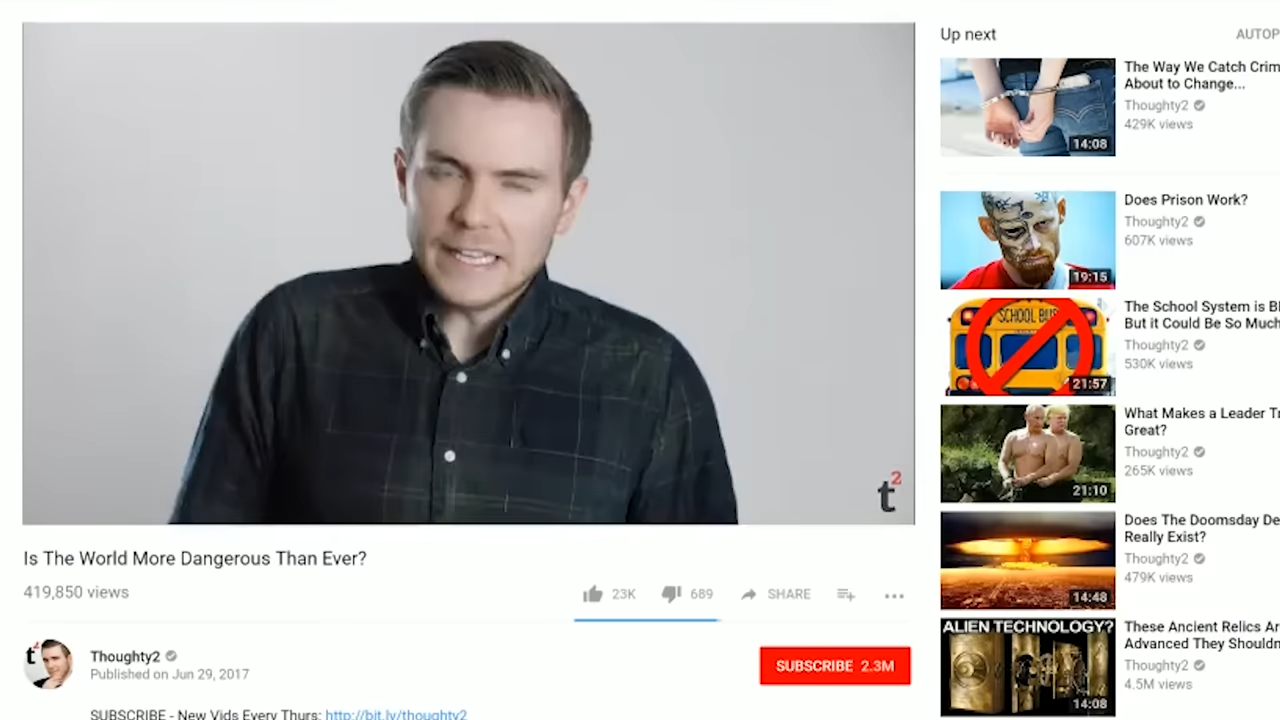 t2
Is The World More Dangerous Than Ever?
419,850 views
23K
689
SHARE
t2
Thoughty2
Published on Jun 29, 2017
SUBSCRIBE 2.3M
SUBSCRIBE - New Vids Every Thurs: http://bit.ly/thoughty2
Up next
AUTOP
14:08
The Way We Catch Crim
About to Change...
Thoughty2
429K views
19:15
Does Prison Work?
Thoughty2
607K views
SCHOOL BUS
21:57
The School System is B
But it Could Be So Much
Thoughty2
530K views
21:10
What Makes a Leader T
Great?
Thoughty2
265K views
14:48
Does The Doomsday De
Really Exist?
Thoughty2
479K views
ALIEN TECHNOLOGY?
14:08
These Ancient Relics Ar
Advanced They Shouldn
Thoughty2
4.5M views